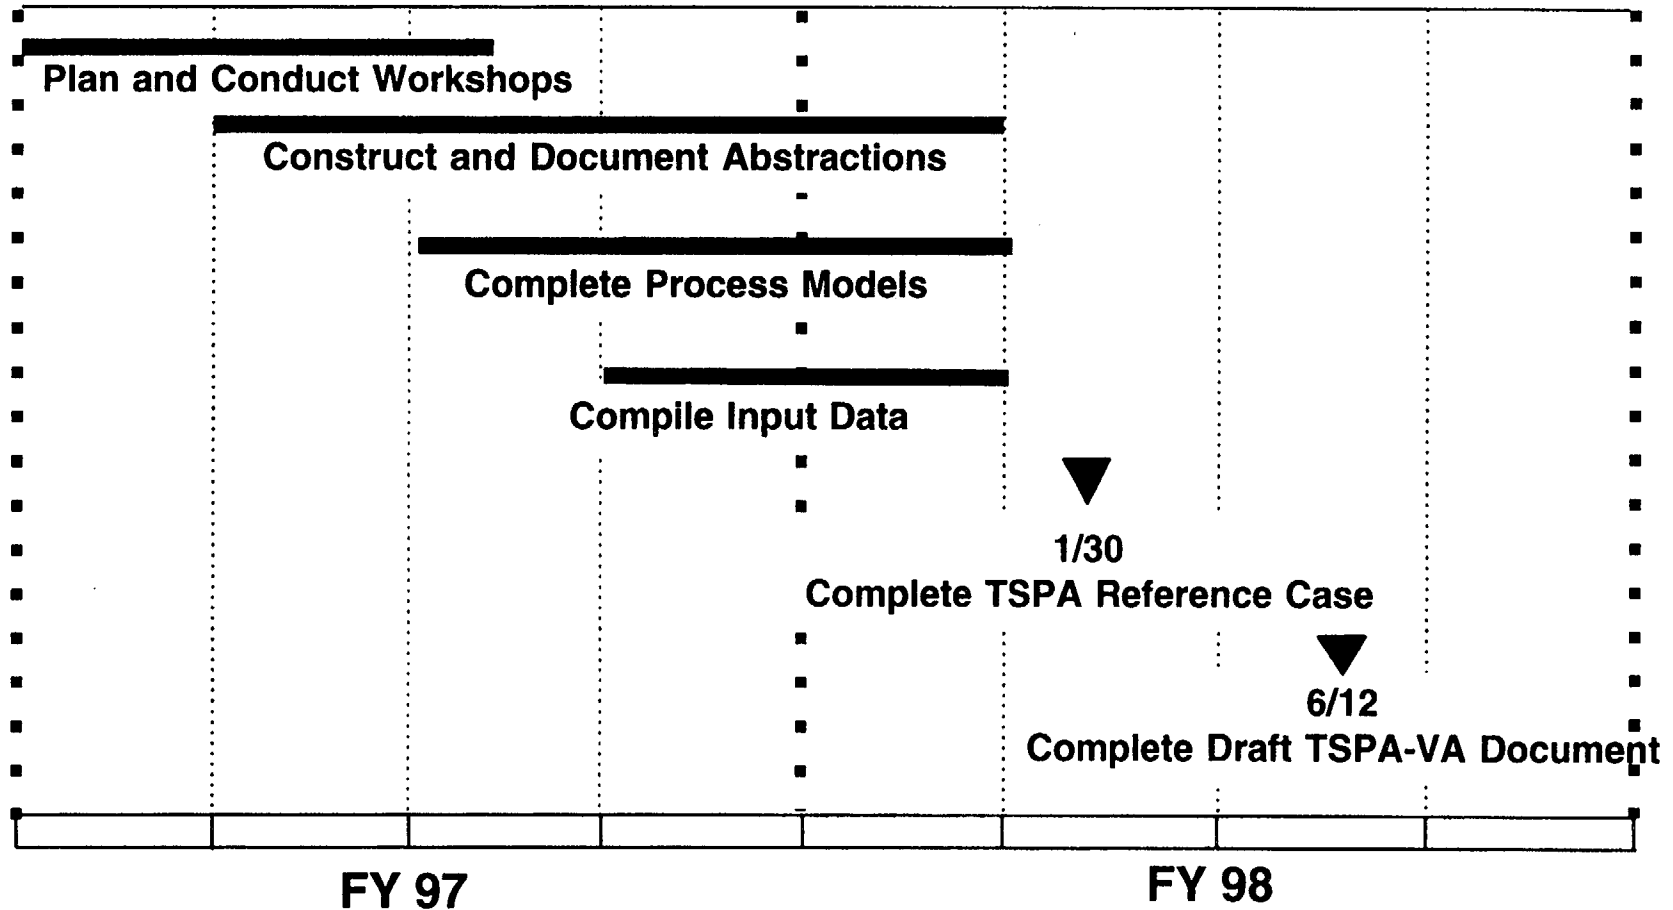 Plan and Conduct Workshops
Construct and Document Abstractions
Complete Process Models
Compile Input Data
1/30
Complete TSPA Reference Case
6/12
Complete Draft TSPA-VA Document
FY 97
FY 98